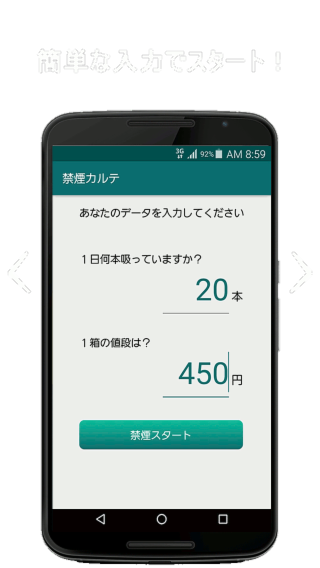 簡単な入力でスタート！
3G 92% AM 8:59
禁煙カルテ
あなたのデータを入力してください
１日何本吸っていますか？
20 本
１箱の値段は？
450 円
禁煙スタート